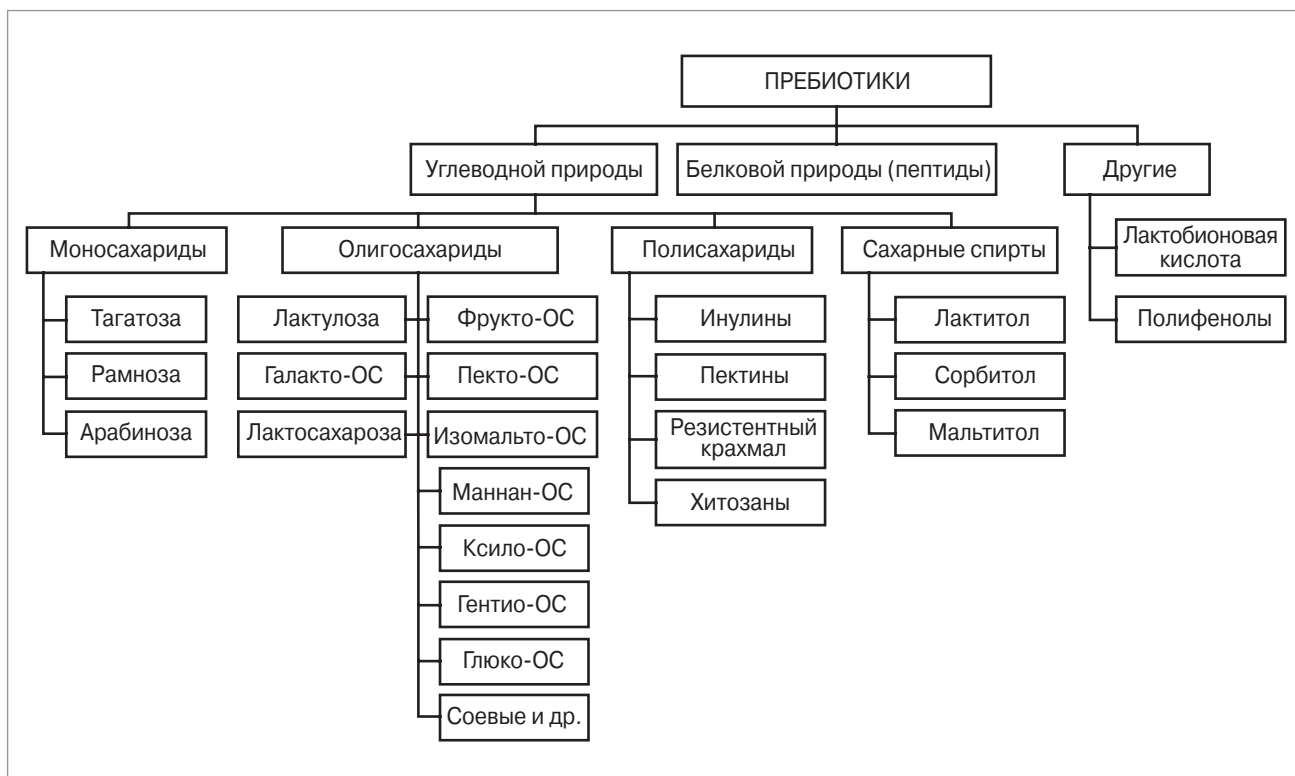 ПРЕБИОТИКИ
Углеводной природы
Белковой природы (пептиды)
Другие
Моносахариды
Олигосахариды
Полисахариды
Сахарные спирты
Лактобионовая
кислота
Полифенолы
Тагатоза
Рамноза
Арабиноза
Лактулоза
Галакто-ОС
Лактосахароза
Фрукто-ОС
Пекто-ОС
Изомальто-ОС
Маннан-ОС
Ксило-ОС
Гентио-ОС
Глюко-ОС
Соевые и др.
Инулины
Пектины
Резистентный
крахмал
Хитозаны
Лактитол
Сорбитол
Мальтитол